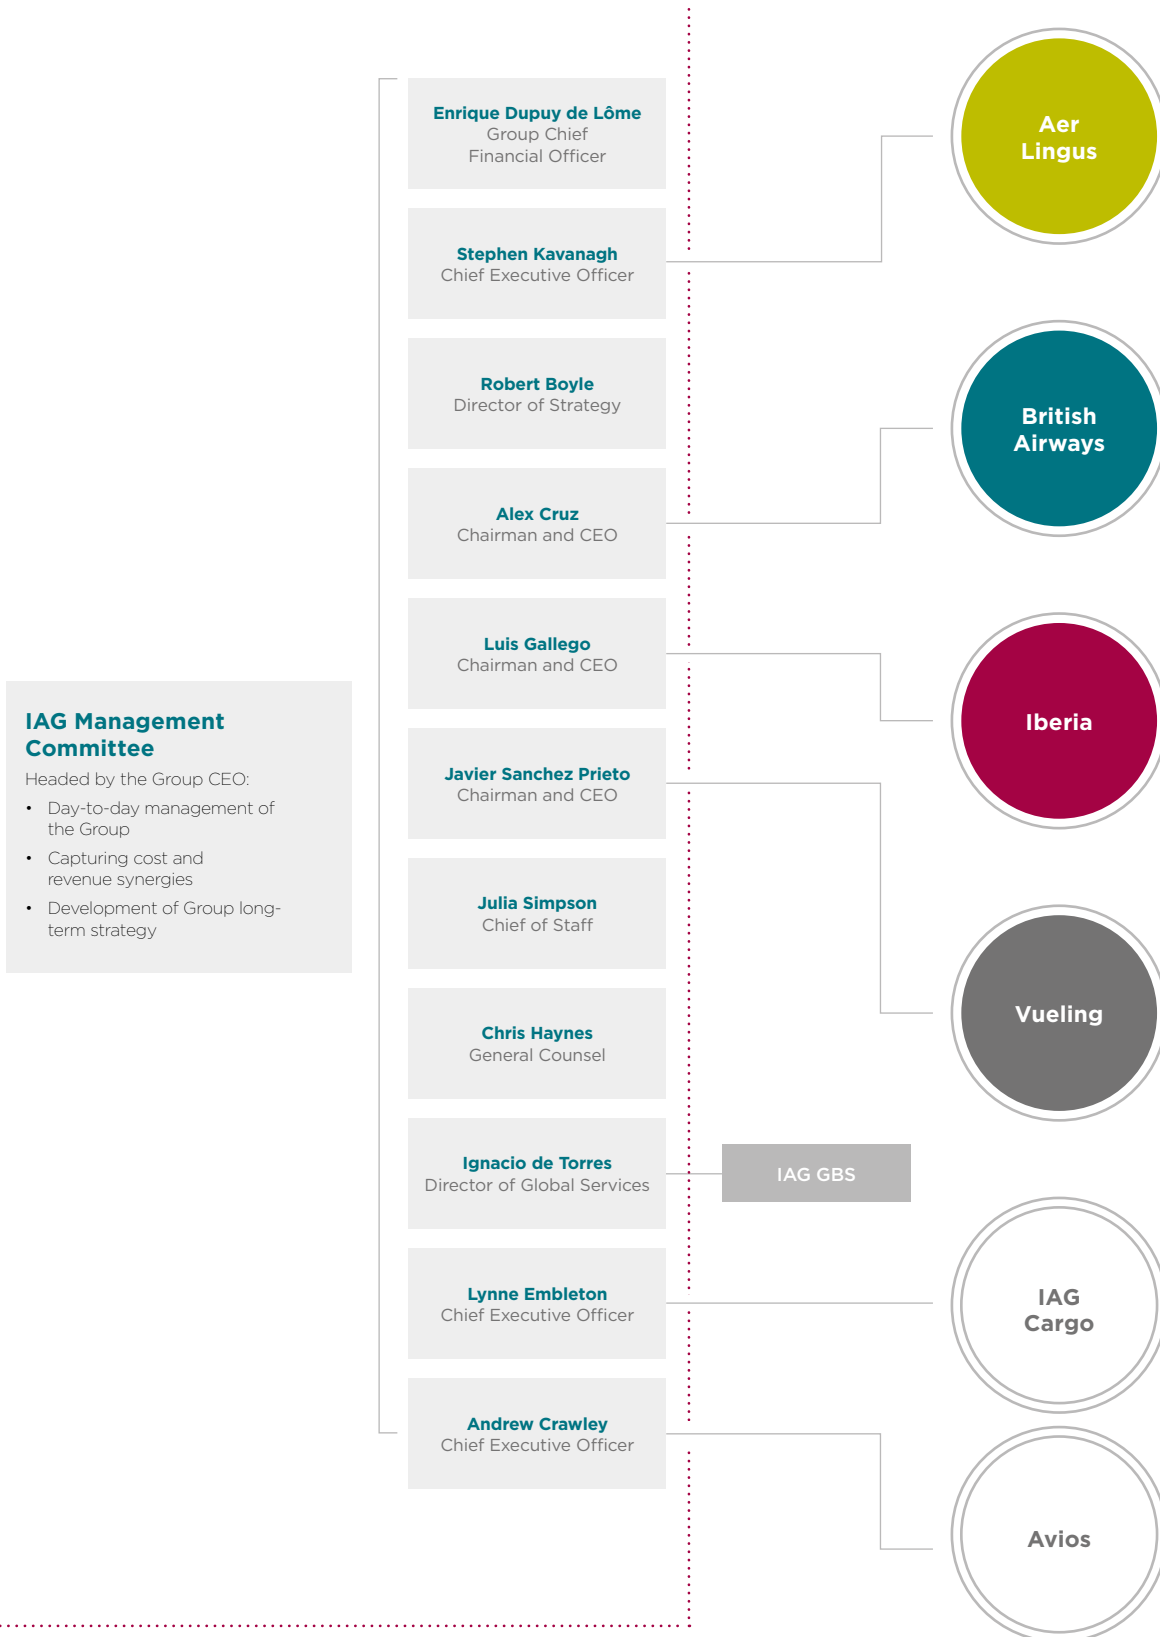 IAG Management
Committee
Headed by the Group CEO:
• Day-to-day management of
the Group
• Capturing cost and
revenue synergies
• Development of Group long-
term strategy
Enrique Dupuy de Lôme
Group Chief
Financial Officer
Stephen Kavanagh
Chief Executive Officer
Robert Boyle
Director of Strategy
Alex Cruz
Chairman and CEO
Luis Gallego
Chairman and CEO
Javier Sanchez Prieto
Chairman and CEO
Julia Simpson
Chief of Staff
Chris Haynes
General Counsel
Ignacio de Torres
Director of Global Services
Lynne Embleton
Chief Executive Officer
Andrew Crawley
Chief Executive Officer
IAG GBS
Aer
Lingus
British
Airways
Iberia
Vueling
IAG
Cargo
Avios